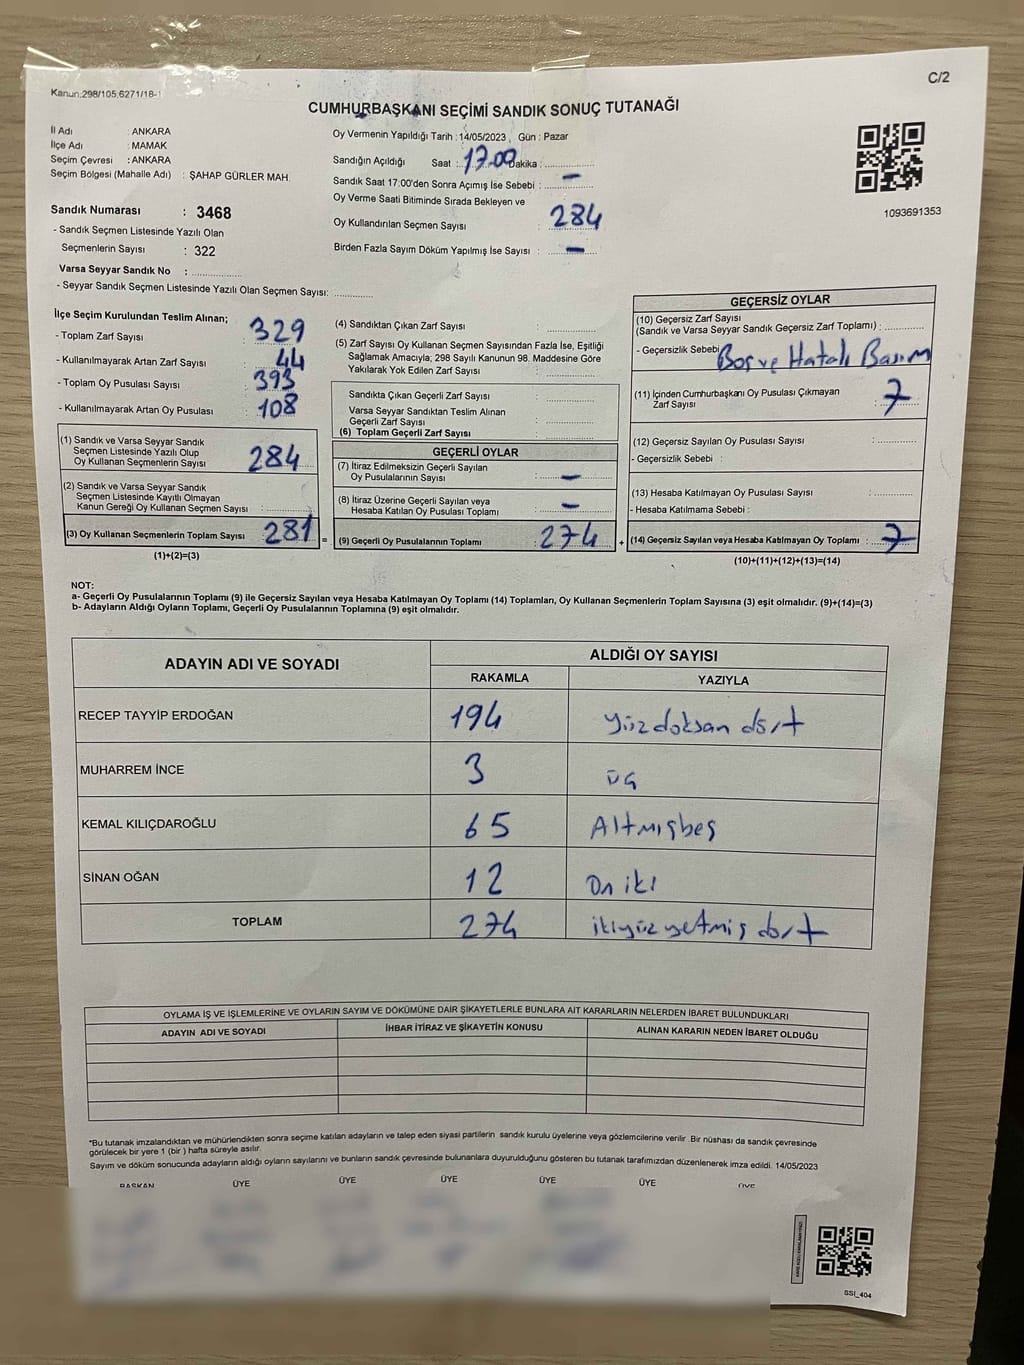 C/2
Kanun:298/105,6271/18-1
CUMHURBAŞKANI SEÇİMİ SANDIK SONUÇ TUTANAĞI
İl Adı : ANKARA
İlçe Adı : MAMAK
Seçim Çevresi : ANKARA
Seçim Bölgesi (Mahalle Adı) : ŞAHAP GÜRLER MAH.
Sandık Numarası : 3468
- Sandık Seçmen Listesinde Yazılı Olan
Seçmenlerin Sayısı : 322
Varsa Seyyar Sandık No :
- Seyyar Sandık Seçmen Listesinde Yazılı Olan Seçmen Sayısı:
Oy Vermenin Yapıldığı Tarih : 14/05/2023 , Gün : Pazar
Sandığın Açıldığı Saat : 17.00 Dakika :
Sandık Saat 17:00'den Sonra Açımış İse Sebebi : —
Oy Verme Saati Bitiminde Sırada Bekleyen ve
Oy Kullandırılan Seçmen Sayısı : 284
Birden Fazla Sayım Döküm Yapılmış İse Sayısı : —
1093691353
İlçe Seçim Kurulundan Teslim Alınan;
- Toplam Zarf Sayısı : 329
- Kullanılmayarak Artan Zarf Sayısı : 44
- Toplam Oy Pusulası Sayısı : 393
- Kullanılmayarak Artan Oy Pusulası : 108
(1) Sandık ve Varsa Seyyar Sandık
Seçmen Listesinde Yazılı Olup
Oy Kullanan Seçmenlerin Sayısı 284
(2) Sandık ve Varsa Seyyar Sandık
Seçmen Listesinde Kayıtlı Olmayan
Kanun Gereği Oy Kullanan Seçmen Sayısı :
(3) Oy Kullanan Seçmenlerin Toplam Sayısı 281 =
(1)+(2)=(3)
(4) Sandıktan Çıkan Zarf Sayısı :
(5) Zarf Sayısı Oy Kullanan Seçmen Sayısından Fazla İse, Eşitliği
Sağlamak Amacıyla; 298 Sayılı Kanunun 98. Maddesine Göre
Yakılarak Yok Edilen Zarf Sayısı :
Sandıkta Çıkan Geçerli Zarf Sayısı :
Varsa Seyyar Sandıktan Teslim Alınan
Geçerli Zarf Sayısı :
(6) Toplam Geçerli Zarf Sayısı :
GEÇERLİ OYLAR
(7) İtiraz Edilmeksizin Geçerli Sayılan
Oy Pusulalarının Sayısı : —
(8) İtiraz Üzerine Geçerli Sayılan veya
Hesaba Katılan Oy Pusulası Toplamı : —
(9) Geçerli Oy Pusulalarının Toplamı : 274 +
GEÇERSİZ OYLAR
(10) Geçersiz Zarf Sayısı
(Sandık ve Varsa Seyyar Sandık Geçersiz Zarf Toplamı) :
- Geçersizlik Sebebi Boş ve Hatalı Basım
(11) İçinden Cumhurbaşkanı Oy Pusulası Çıkmayan
Zarf Sayısı : 7
(12) Geçersiz Sayılan Oy Pusulası Sayısı :
- Geçersizlik Sebebi :
(13) Hesaba Katılmayan Oy Pusulası Sayısı :
- Hesaba Katılmama Sebebi :
(14) Geçersiz Sayılan veya Hesaba Katılmayan Oy Toplamı : 7
(10)+(11)+(12)+(13)=(14)
NOT:
a- Geçerli Oy Pusulalarının Toplamı (9) ile Geçersiz Sayılan veya Hesaba Katılmayan Oy Toplamı (14) Toplamları, Oy Kullanan Seçmenlerin Toplam Sayısına (3) eşit olmalıdır. (9)+(14)=(3)
b- Adayların Aldığı Oyların Toplamı, Geçerli Oy Pusulalarının Toplamına (9) eşit olmalıdır.
ADAYIN ADI VE SOYADI ALDIĞI OY SAYISI
RAKAMLA YAZIYLA
RECEP TAYYİP ERDOĞAN 194 yüzdoksan dört
MUHARREM İNCE 3 üç
KEMAL KILIÇDAROĞLU 65 Altmışbeş
SİNAN OĞAN 12 On iki
TOPLAM 274 ikiyüz yetmiş dört
OYLAMA İŞ VE İŞLEMLERİNE VE OYLARIN SAYIM VE DÖKÜMÜNE DAİR ŞİKAYETLERLE BUNLARA AİT KARARLARIN NELERDEN İBARET BULUNDUKLARI
ADAYIN ADI VE SOYADI İHBAR İTİRAZ VE ŞİKAYETİN KONUSU ALINAN KARARIN NEDEN İBARET OLDUĞU
*Bu tutanak imzalandıktan ve mühürlendikten sonra seçime katılan adayların ve talep eden siyasi partilerin sandık kurulu üyelerine veya gözlemcilerine verilir. Bir nüshası da sandık çevresinde
görülecek bir yere 1 (bir) hafta süreyle asılır.
Sayım ve döküm sonucunda adayların aldığı oyların sayılarını ve bunların sandık çevresinde bulunanlara duyurulduğunu gösteren bu tutanak tarafımızdan düzenlenerek imza edildi. 14/05/2023
BAŞKAN ÜYE ÜYE ÜYE ÜYE ÜYE ÜYE
SSI_404